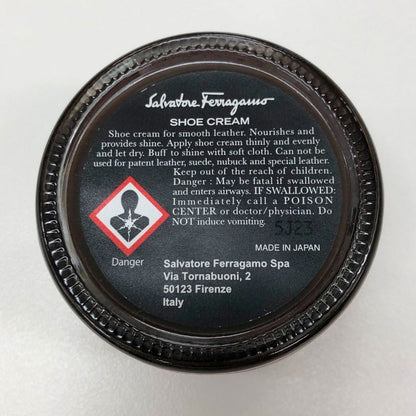 Salvatore Ferragamo
SHOE CREAM
Shoe cream for smooth leather. Nourishes and
provides shine. Apply shoe cream thinly and evenly
and let dry. Buff to shine with soft cloth. Can not be
used for patent leather, suede, nubuck and special leather.
Keep out of the reach of children.
Danger : May be fatal if swallowed
and enters airways. IF SWALLOWED:
Immediately call a POISON
CENTER or doctor/physician. Do
NOT induce vomiting.
5J23
MADE IN JAPAN
Danger
Salvatore Ferragamo Spa
Via Tornabuoni, 2
50123 Firenze
Italy